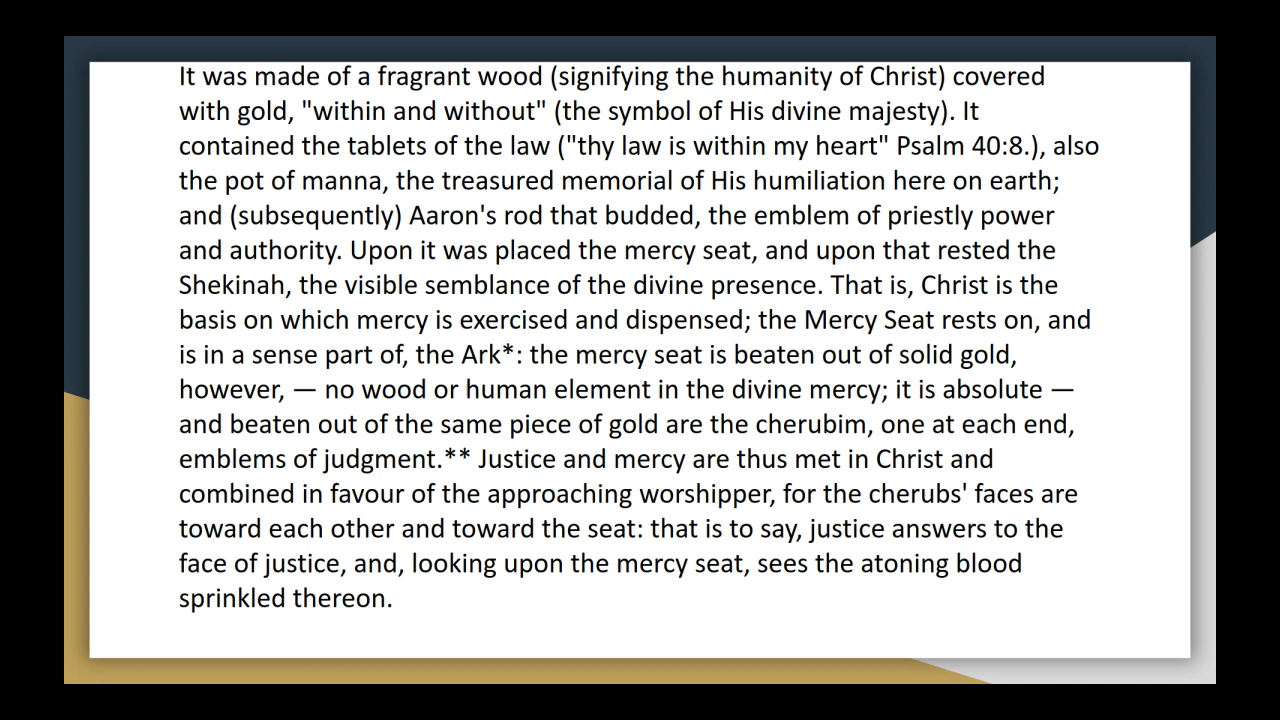 It was made of a fragrant wood (signifying the humanity of Christ) covered
with gold, "within and without" (the symbol of His divine majesty). It
contained the tablets of the law ("thy law is within my heart" Psalm 40:8.), also
the pot of manna, the treasured memorial of His humiliation here on earth;
and (subsequently) Aaron's rod that budded, the emblem of priestly power
and authority. Upon it was placed the mercy seat, and upon that rested the
Shekinah, the visible semblance of the divine presence. That is, Christ is the
basis on which mercy is exercised and dispensed; the Mercy Seat rests on, and
is in a sense part of, the Ark*: the mercy seat is beaten out of solid gold,
however, — no wood or human element in the divine mercy; it is absolute —
and beaten out of the same piece of gold are the cherubim, one at each end,
emblems of judgment.** Justice and mercy are thus met in Christ and
combined in favour of the approaching worshipper, for the cherubs' faces are
toward each other and toward the seat: that is to say, justice answers to the
face of justice, and, looking upon the mercy seat, sees the atoning blood
sprinkled thereon.